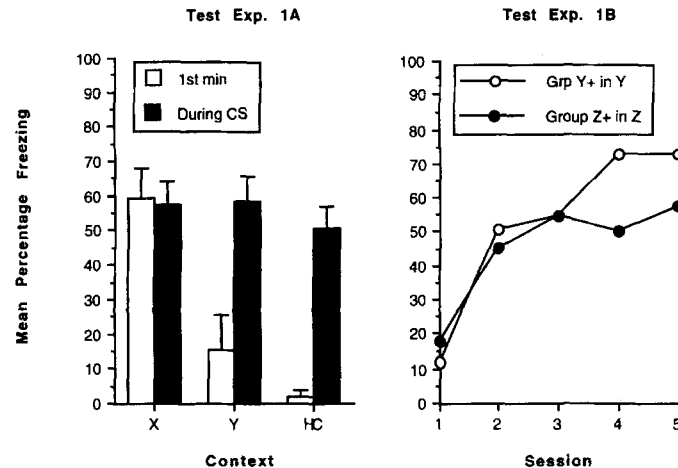 Test Exp. 1A
Mean Percentage Freezing
100
90
80
70
60
50
40
30
20
10
0
1st min
During CS
X Y HC
Context
Test Exp. 1B
100
90
80
70
60
50
40
30
20
10
0
Grp Y+ in Y
Group Z+ in Z
1 2 3 4 5
Session